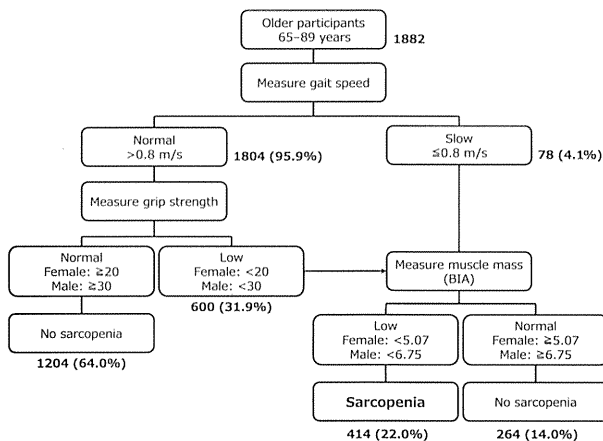 Older participants
65–89 years
1882
Measure gait speed
Normal
>0.8 m/s
1804 (95.9%)
Slow
≦0.8 m/s
78 (4.1%)
Measure grip strength
Normal
Female: ≧20
Male: ≧30
Low
Female: <20
Male: <30
600 (31.9%)
Measure muscle mass
(BIA)
No sarcopenia
1204 (64.0%)
Low
Female: <5.07
Male: <6.75
Normal
Female: ≧5.07
Male: ≧6.75
Sarcopenia
414 (22.0%)
No sarcopenia
264 (14.0%)